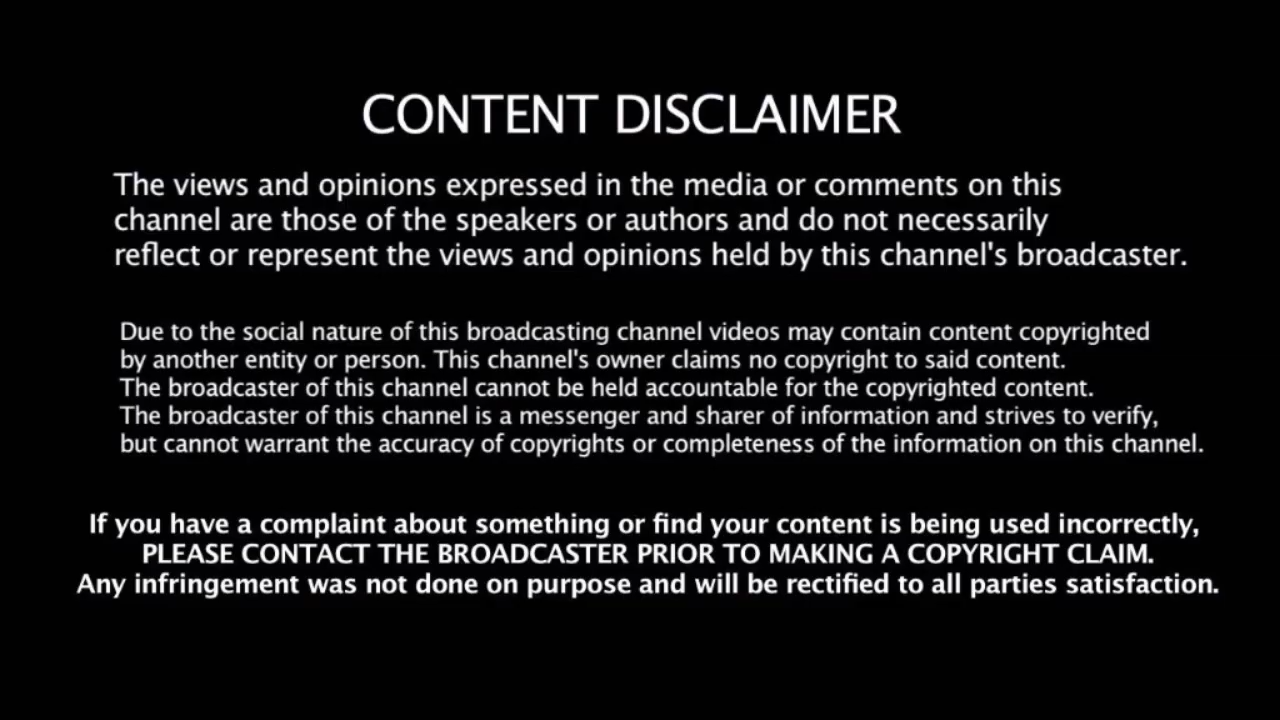 CONTENT DISCLAIMER
The views and opinions expressed in the media or comments on this
channel are those of the speakers or authors and do not necessarily
reflect or represent the views and opinions held by this channel's broadcaster.
Due to the social nature of this broadcasting channel videos may contain content copyrighted
by another entity or person. This channel's owner claims no copyright to said content.
The broadcaster of this channel cannot be held accountable for the copyrighted content.
The broadcaster of this channel is a messenger and sharer of information and strives to verify,
but cannot warrant the accuracy of copyrights or completeness of the information on this channel.
If you have a complaint about something or find your content is being used incorrectly,
PLEASE CONTACT THE BROADCASTER PRIOR TO MAKING A COPYRIGHT CLAIM.
Any infringement was not done on purpose and will be rectified to all parties satisfaction.